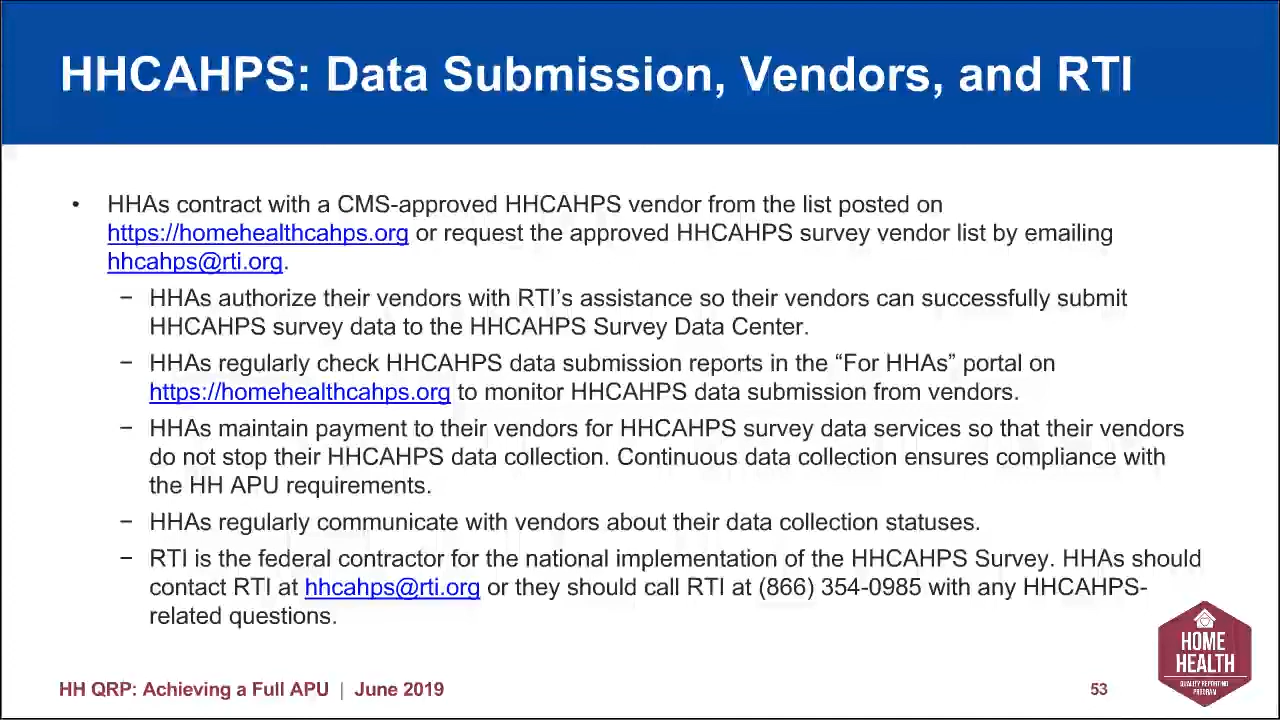 HHCAHPS: Data Submission, Vendors, and RTI
• HHAs contract with a CMS-approved HHCAHPS vendor from the list posted on
https://homehealthcahps.org or request the approved HHCAHPS survey vendor list by emailing
hhcahps@rti.org.
− HHAs authorize their vendors with RTI’s assistance so their vendors can successfully submit
HHCAHPS survey data to the HHCAHPS Survey Data Center.
− HHAs regularly check HHCAHPS data submission reports in the “For HHAs” portal on
https://homehealthcahps.org to monitor HHCAHPS data submission from vendors.
− HHAs maintain payment to their vendors for HHCAHPS survey data services so that their vendors
do not stop their HHCAHPS data collection. Continuous data collection ensures compliance with
the HH APU requirements.
− HHAs regularly communicate with vendors about their data collection statuses.
− RTI is the federal contractor for the national implementation of the HHCAHPS Survey. HHAs should
contact RTI at hhcahps@rti.org or they should call RTI at (866) 354-0985 with any HHCAHPS-
related questions.
HOME
HEALTH
QUALITY REPORTING
PROGRAM
HH QRP: Achieving a Full APU | June 2019
53